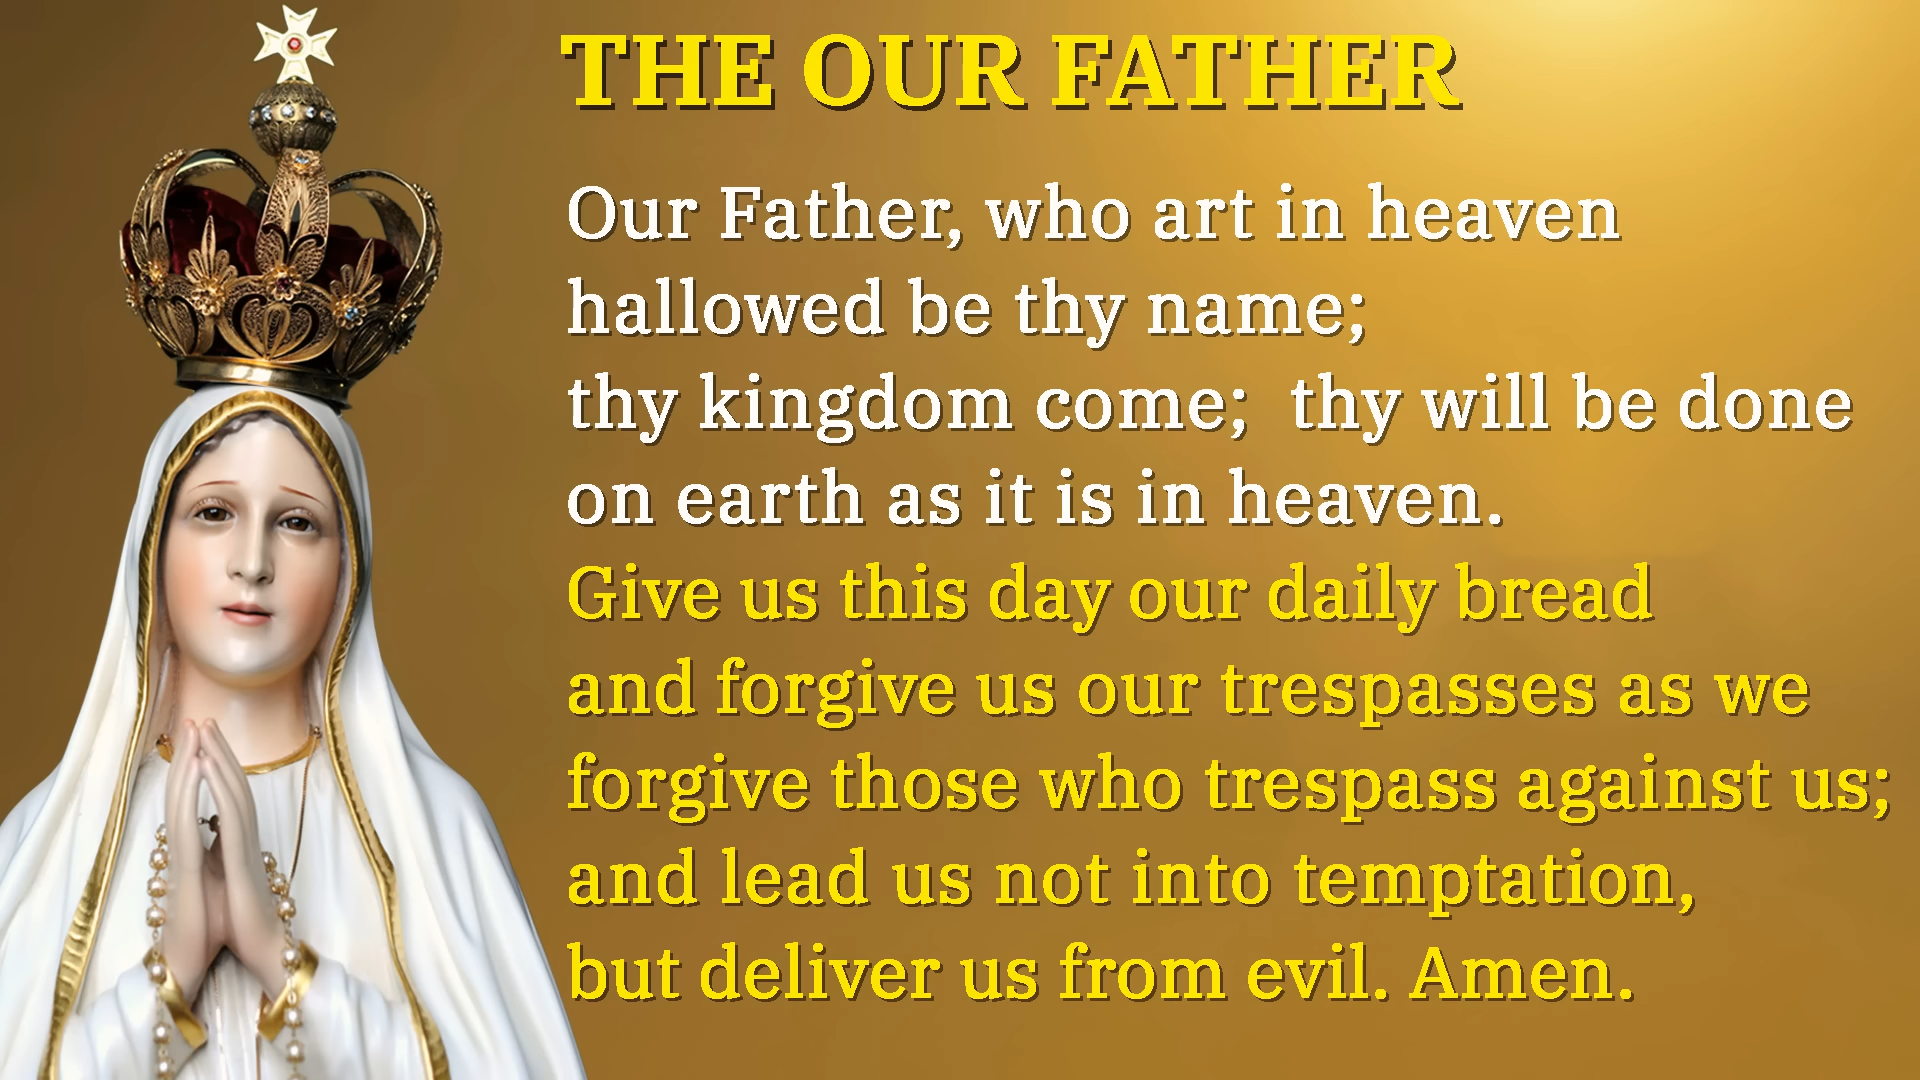 THE OUR FATHER
Our Father, who art in heaven
hallowed be thy name;
thy kingdom come;  thy will be done
on earth as it is in heaven.
Give us this day our daily bread
and forgive us our trespasses as we
forgive those who trespass against us;
and lead us not into temptation,
but deliver us from evil. Amen.